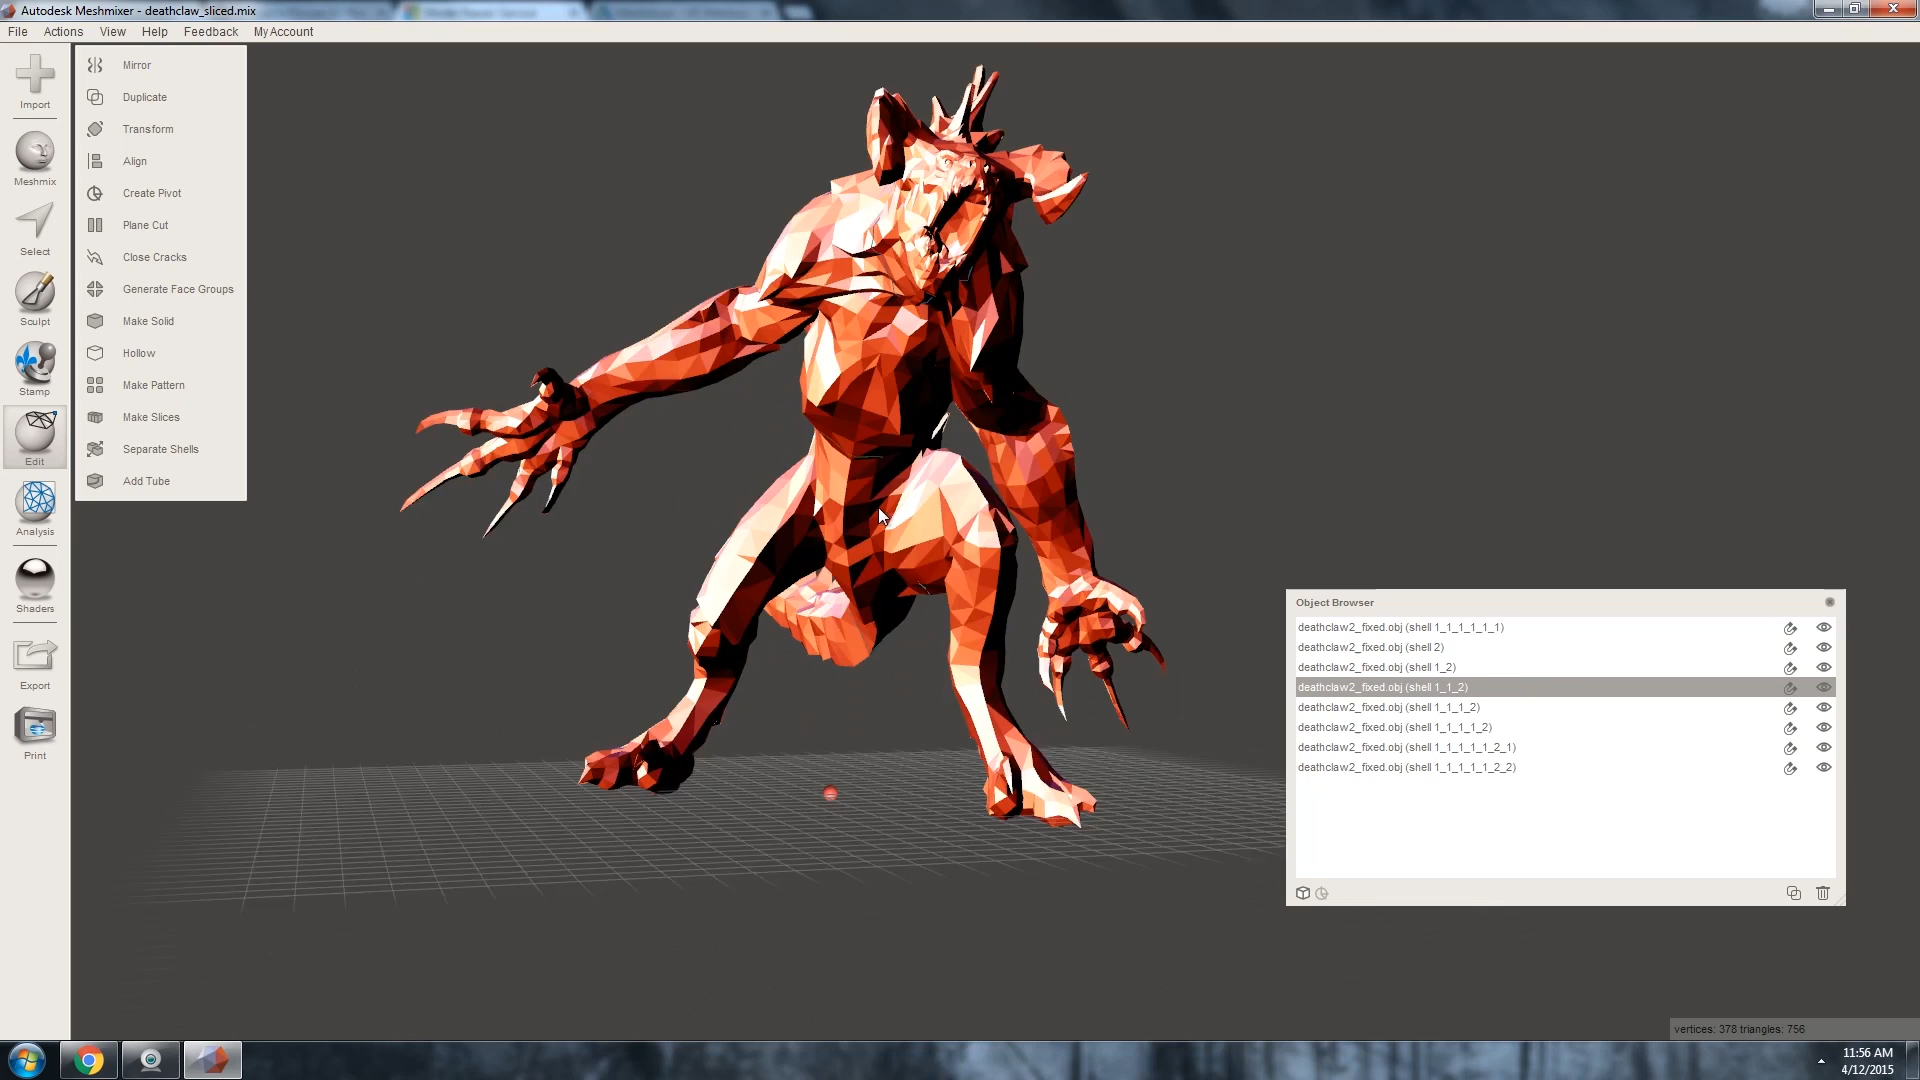 Autodesk Meshmixer - deathclaw_sliced.mix
File Actions View Help Feedback My Account
Import
Meshmix
Select
Sculpt
Stamp
Edit
Analysis
Shaders
Export
Print
Mirror
Duplicate
Transform
Align
Create Pivot
Plane Cut
Close Cracks
Generate Face Groups
Make Solid
Hollow
Make Pattern
Make Slices
Separate Shells
Add Tube
Object Browser
deathclaw2_fixed.obj (shell 1_1_1_1_1_1)
deathclaw2_fixed.obj (shell 2)
deathclaw2_fixed.obj (shell 1_2)
deathclaw2_fixed.obj (shell 1_1_2)
deathclaw2_fixed.obj (shell 1_1_1_2)
deathclaw2_fixed.obj (shell 1_1_1_1_2)
deathclaw2_fixed.obj (shell 1_1_1_1_1_2_1)
deathclaw2_fixed.obj (shell 1_1_1_1_1_2_2)
vertices: 378 triangles: 756
11:56 AM
4/12/2015